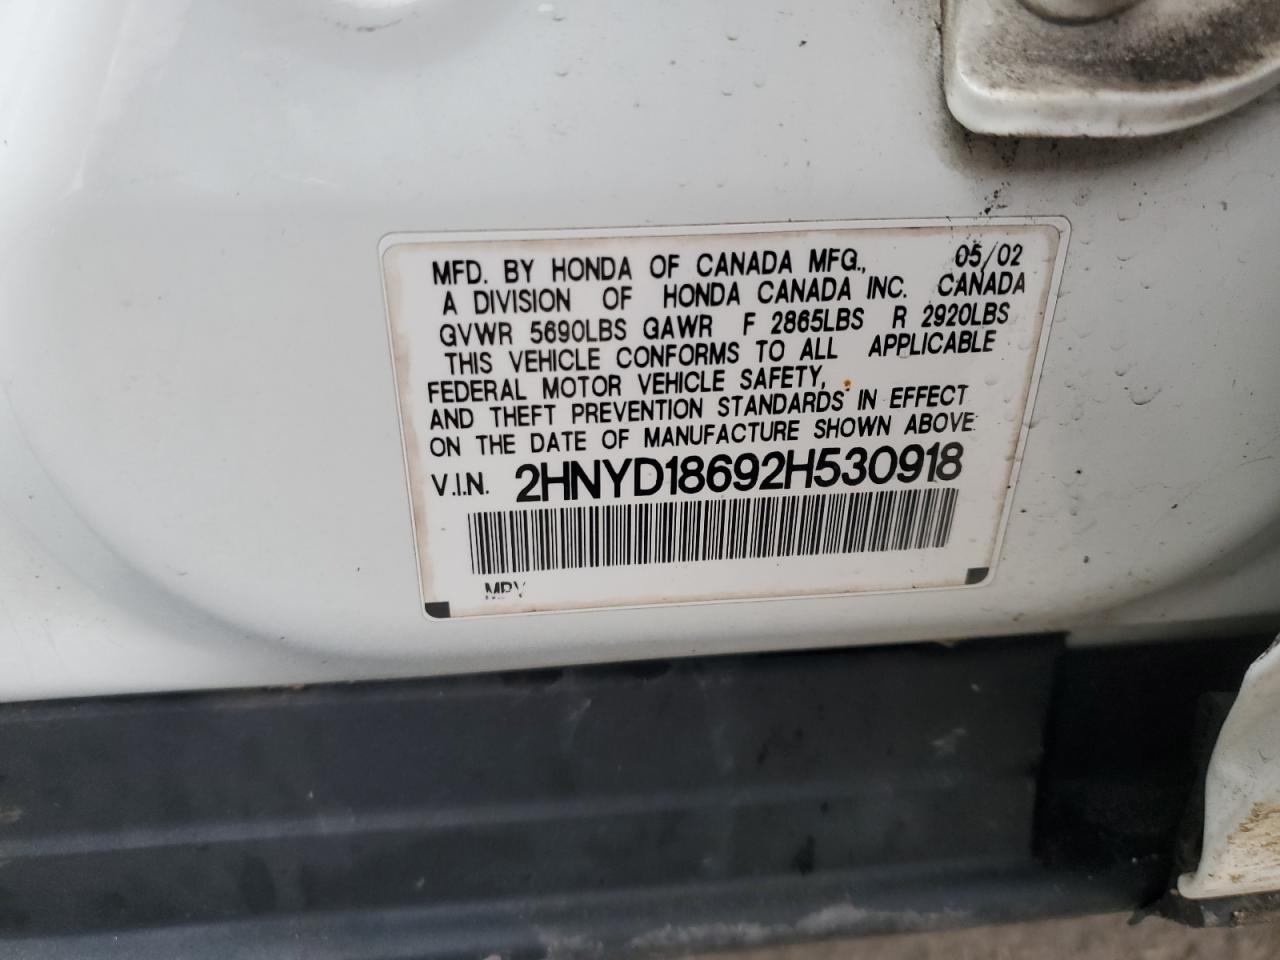 MFD. BY HONDA OF CANADA MFG., 05/02
A DIVISION OF HONDA CANADA INC. CANADA
GVWR 5690LBS GAWR F 2865LBS R 2920LBS
THIS VEHICLE CONFORMS TO ALL APPLICABLE
FEDERAL MOTOR VEHICLE SAFETY,
AND THEFT PREVENTION STANDARDS IN EFFECT
ON THE DATE OF MANUFACTURE SHOWN ABOVE.
V.I.N. 2HNYD18692H530918
MPV